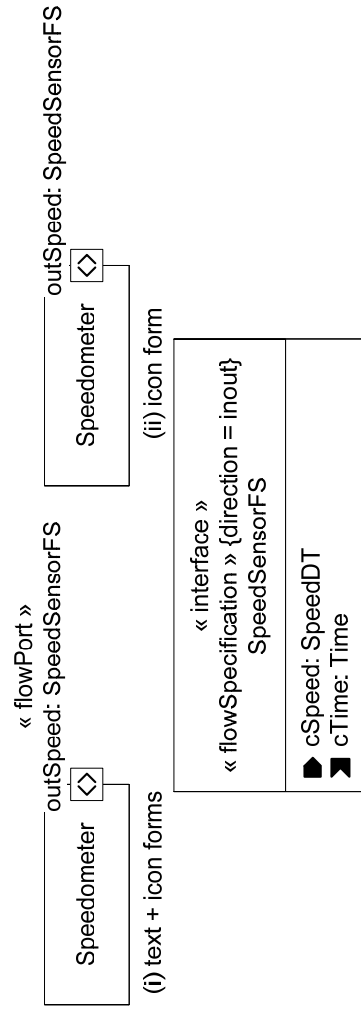 « flowPort »
outSpeed: SpeedSensorFS
Speedometer
(i) text + icon forms
outSpeed: SpeedSensorFS
Speedometer
(ii) icon form
« interface »
« flowSpecification » {direction = inout}
SpeedSensorFS
cSpeed: SpeedDT
cTime: Time